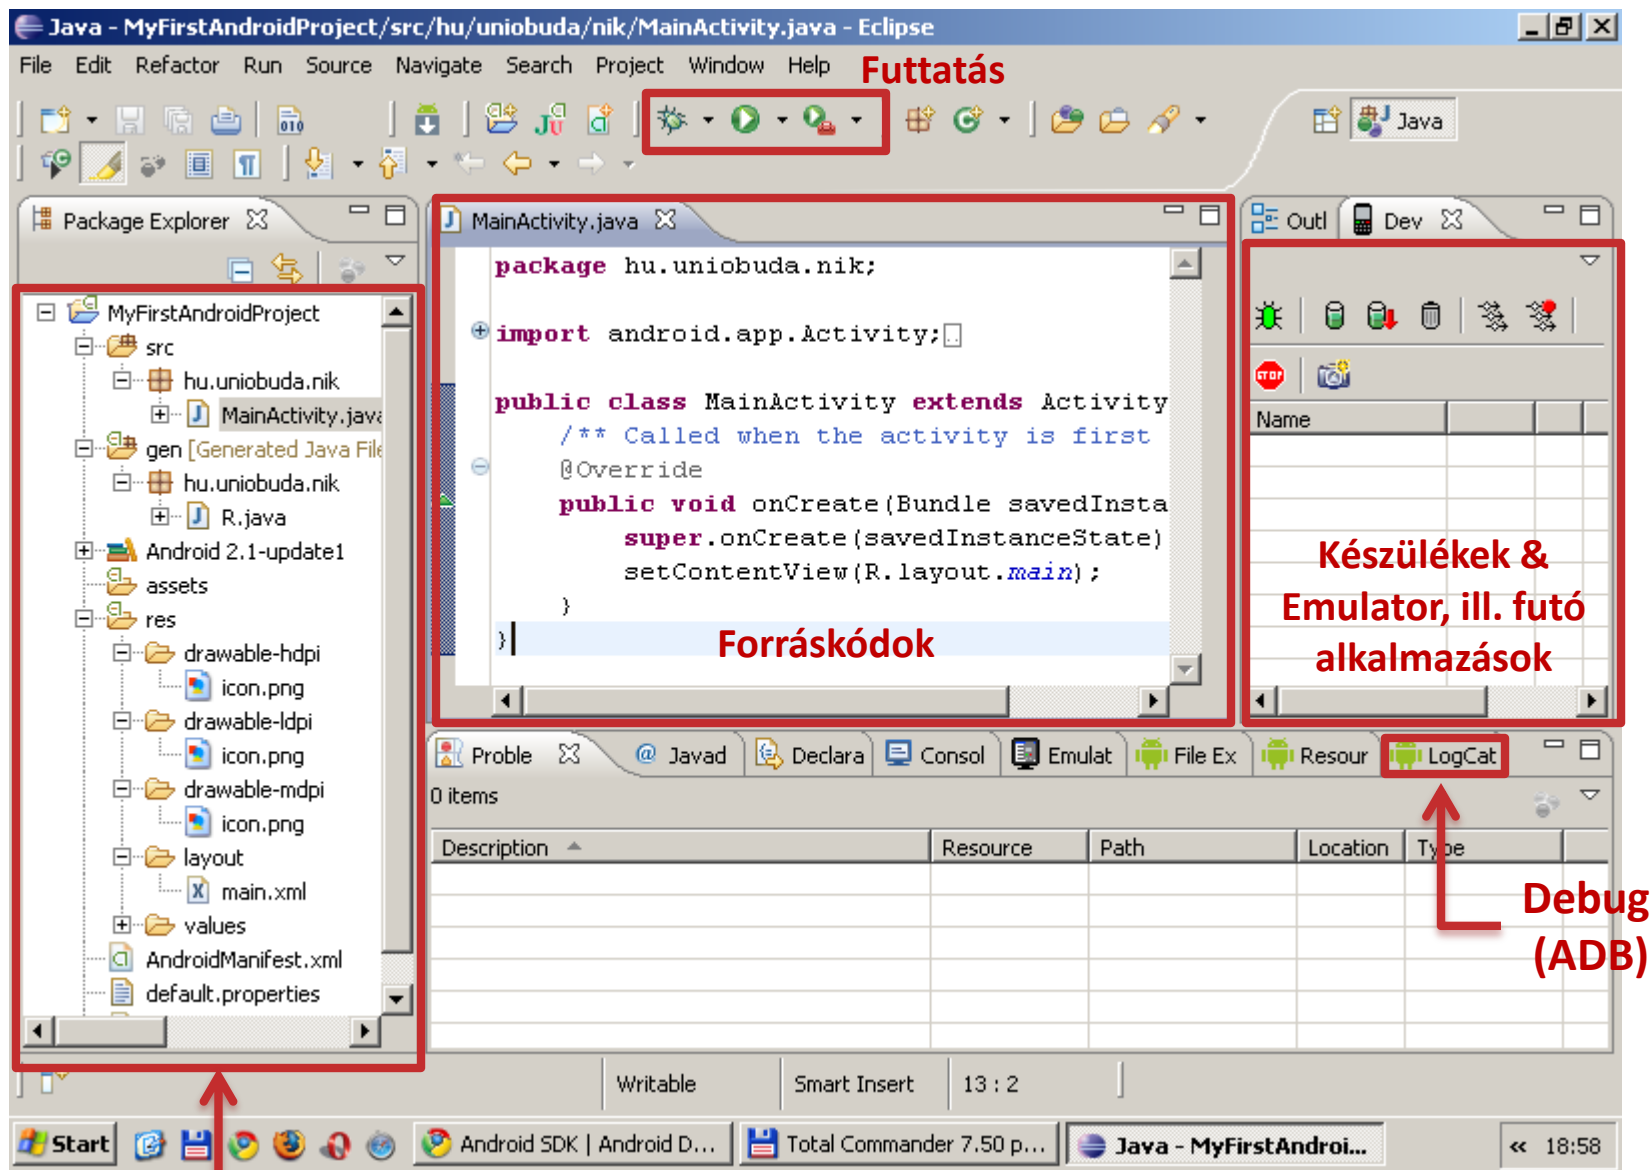 Java - MyFirstAndroidProject/src/hu/uniobuda/nik/MainActivity.java - Eclipse
File Edit Refactor Run Source Navigate Search Project Window Help
Futtatás
Java
Package Explorer
MainActivity.java
Outl
Dev
MyFirstAndroidProject
src
hu.uniobuda.nik
MainActivity.java
gen [Generated Java File
hu.uniobuda.nik
R.java
Android 2.1-update1
assets
res
drawable-hdpi
icon.png
drawable-ldpi
icon.png
drawable-mdpi
icon.png
layout
main.xml
values
AndroidManifest.xml
default.properties
package hu.uniobuda.nik;
import android.app.Activity;
public class MainActivity extends Activity
/** Called when the activity is first
@Override
public void onCreate(Bundle savedInsta
super.onCreate(savedInstanceState)
setContentView(R.layout.main);
}
}
Forráskódok
STOP
Name
Készülékek &
Emulator, ill. futó
alkalmazások
Proble
@ Javad
Declara
Consol
Emulat
File Ex
Resour
LogCat
0 items
Description Resource Path Location Type
Debug
(ADB)
Writable Smart Insert 13 : 2
Start
Android SDK | Android D...
Total Commander 7.50 p...
Java - MyFirstAndroi...
« 18:58